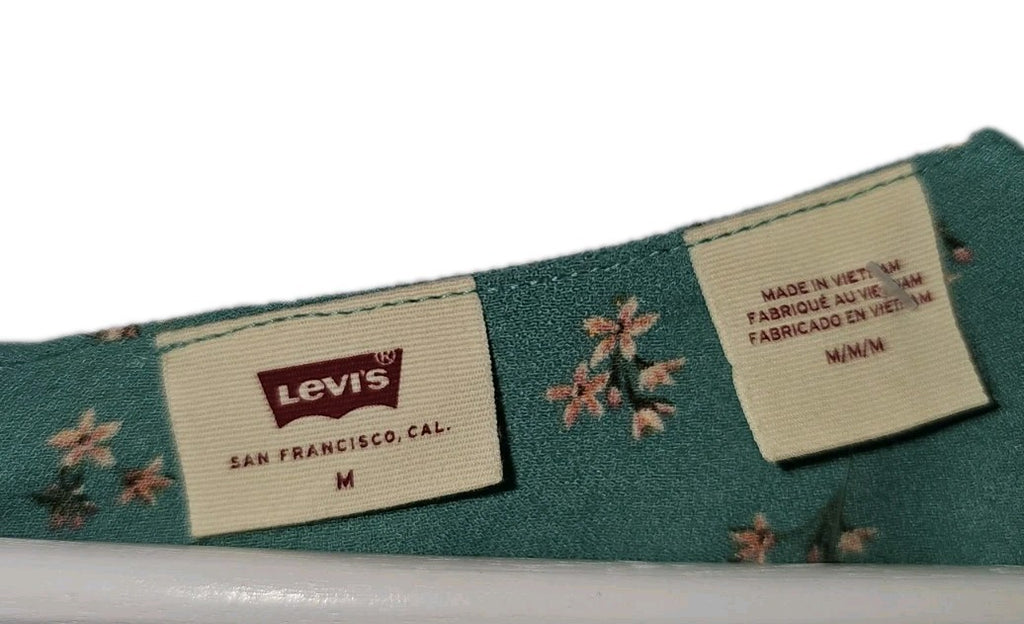 Levi's®
SAN FRANCISCO, CAL.
M
MADE IN VIETNAM
FABRIQUÉ AU VIETNAM
FABRICADO EN VIETNAM
M/M/M